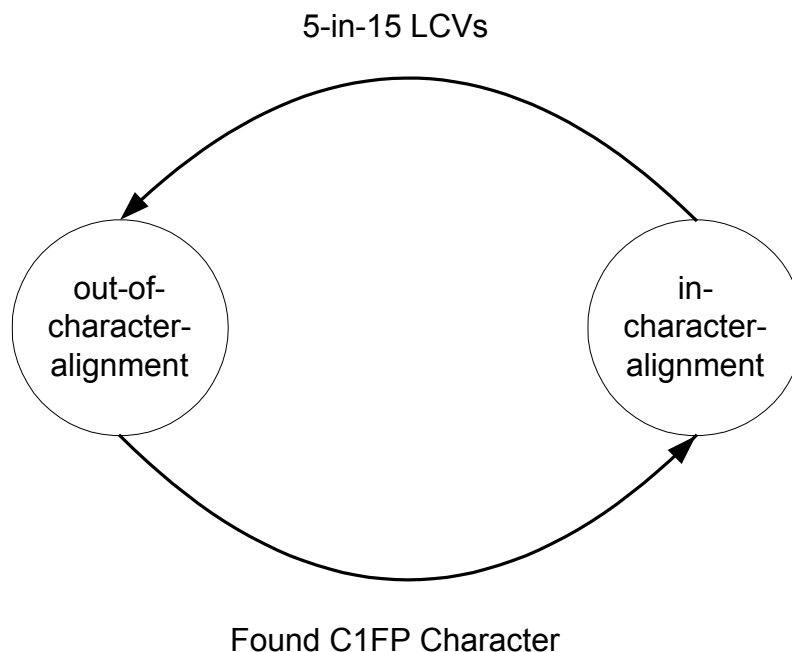 5-in-15 LCVs
out-of-
character-
alignment
in-
character-
alignment
Found C1FP Character